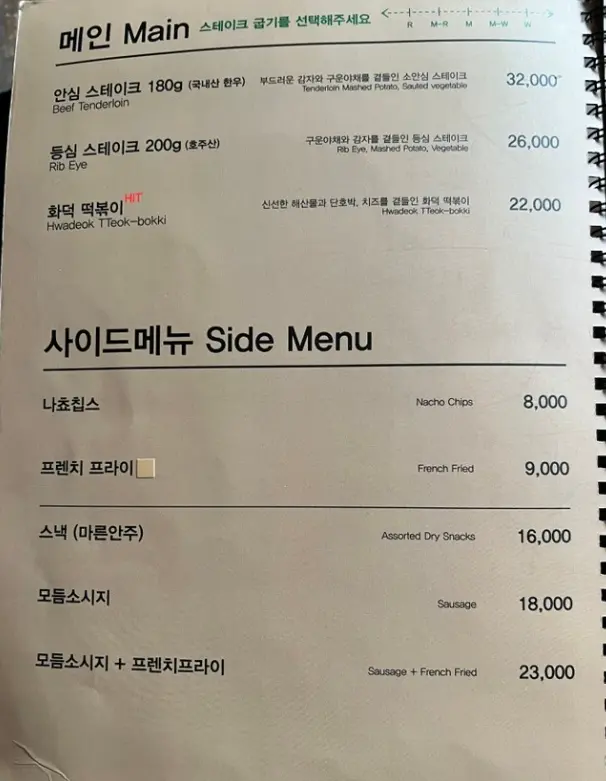 메인 Main 스테이크 굽기를 선택해주세요
R M-R M M-W W
안심 스테이크 180g (국내산 한우) 부드러운 감자와 구운야채를 곁들인 소안심 스테이크 32,000
Beef Tenderloin Tenderloin Mashed Potato, Sauted vegetable
등심 스테이크 200g (호주산) 구운야채와 감자를 곁들인 등심 스테이크 26,000
Rib Eye Rib Eye, Mashed Potato, Vegetable
화덕 떡볶이 HIT 신선한 해산물과 단호박, 치즈를 곁들인 화덕 떡볶이 22,000
Hwadeok TTeok-bokki Hwadeok TTeok-bokki
사이드메뉴 Side Menu
나쵸칩스 Nacho Chips 8,000
프렌치 프라이 French Fried 9,000
스낵 (마른안주) Assorted Dry Snacks 16,000
모듬소시지 Sausage 18,000
모듬소시지 + 프렌치프라이 Sausage + French Fried 23,000